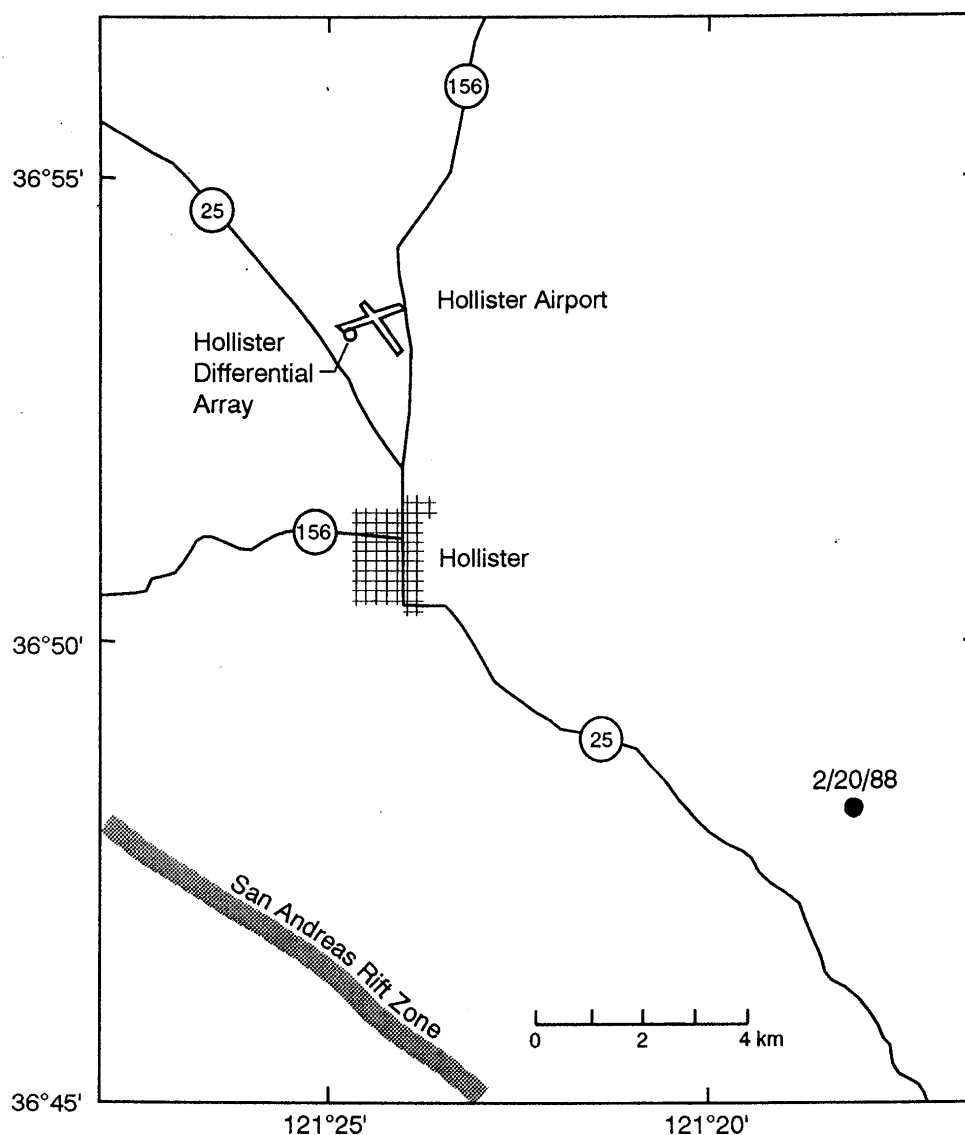 156
36°55'
25
Hollister Airport
Hollister
Differential
Array
156
Hollister
36°50'
25
2/20/88
San Andreas Rift Zone
0 2 4 km
36°45'
121°25' 121°20'